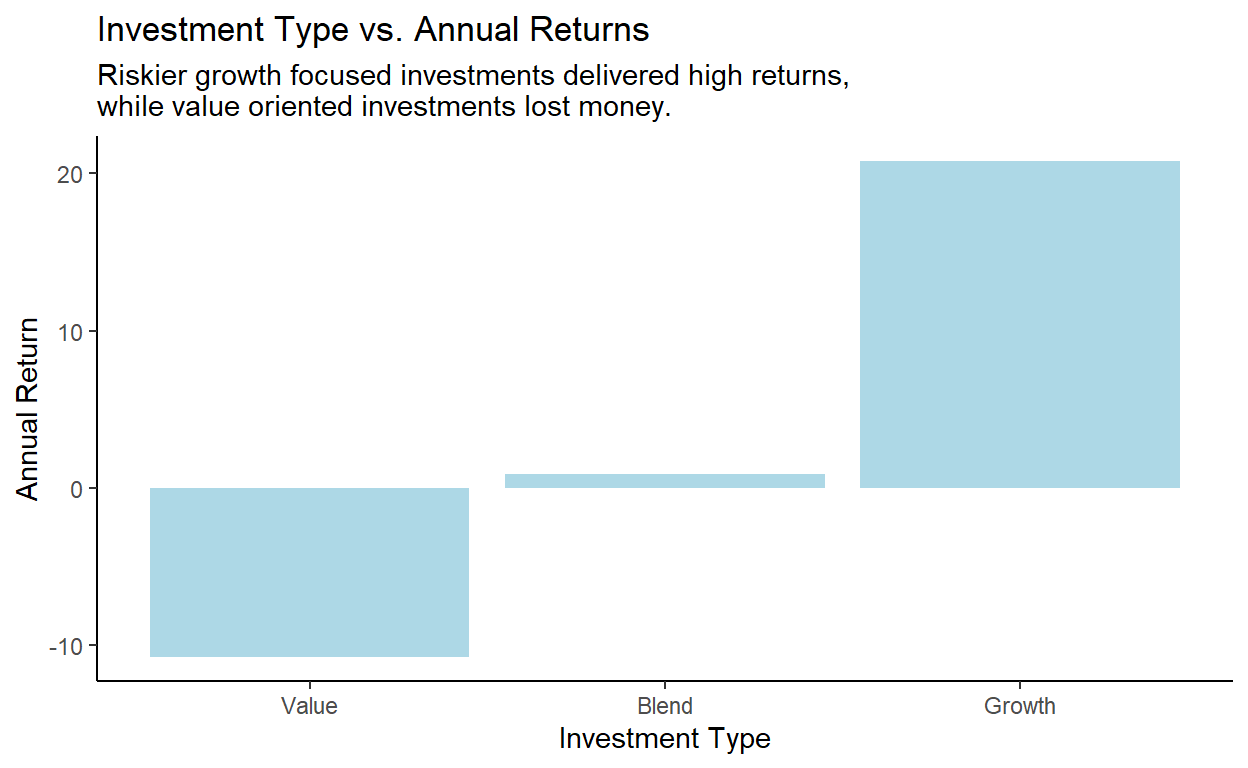 Investment Type vs. Annual Returns
Riskier growth focused investments delivered high returns,
while value oriented investments lost money.
Annual Return
20
10
0
-10
Value
Blend
Growth
Investment Type